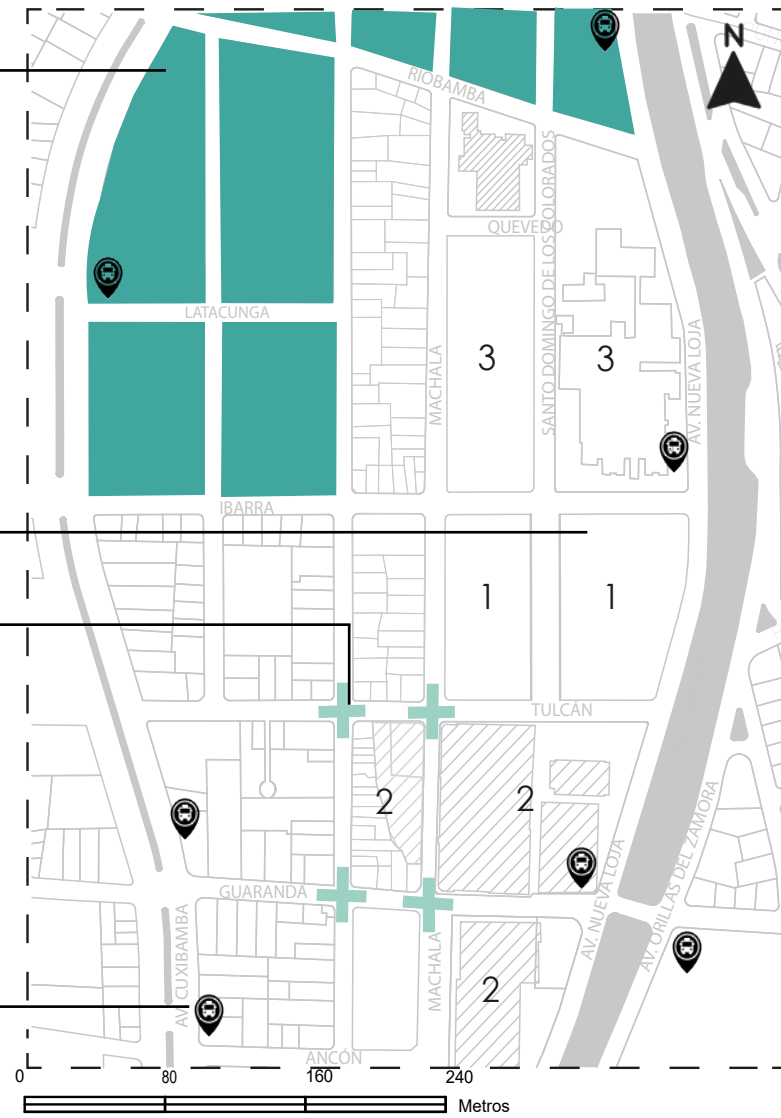 N
RIOBAMBA
QUEVEDO
SANTO DOMINGO DE LOS COLORADOS
LATACUNGA
MACHALA
3
3
AV. NUEVA LOJA
IBARRA
1
1
TULCÁN
2
2
GUARANDA
AV. CUXIBAMBA
MACHALA
AV. NUEVA LOJA
AV. ORILLAS DEL ZAMORA
2
ANCÓN
0
80
160
240
Metros